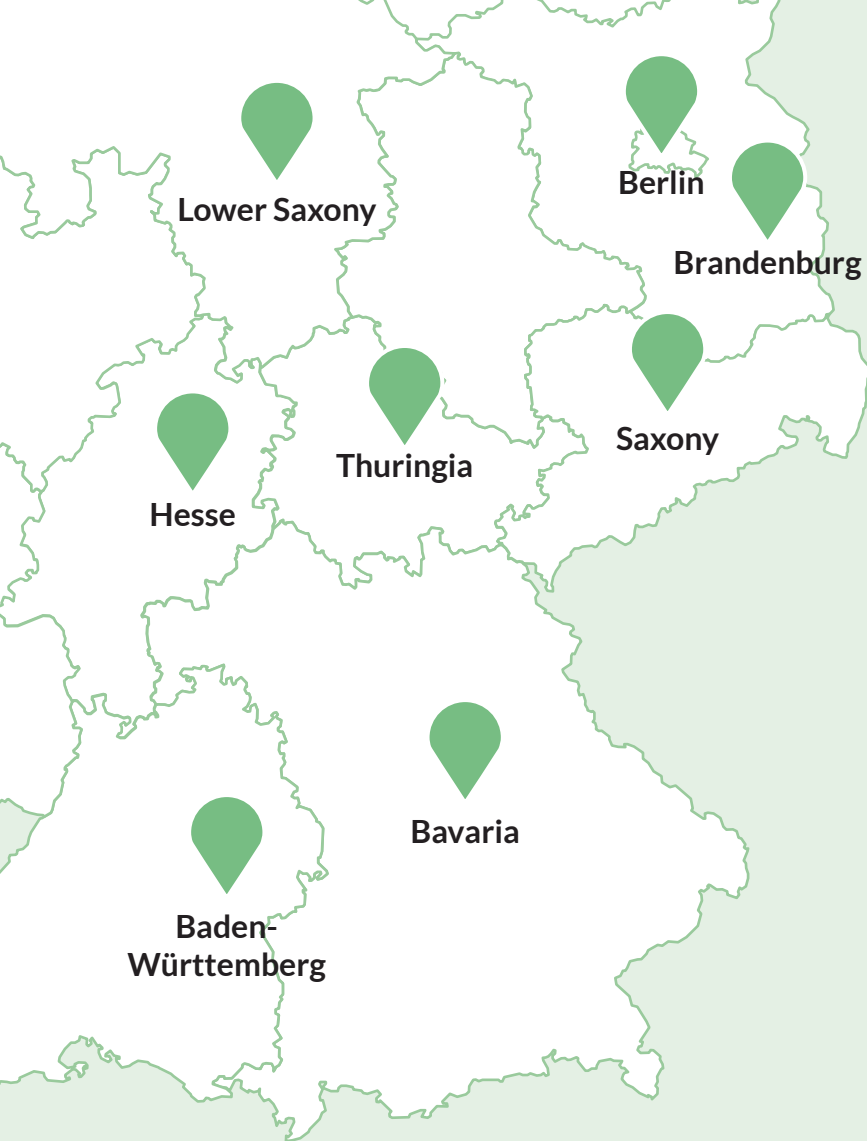 Berlin
Lower Saxony
Brandenburg
Saxony
Thuringia
Hesse
Bavaria
Baden-
Württemberg